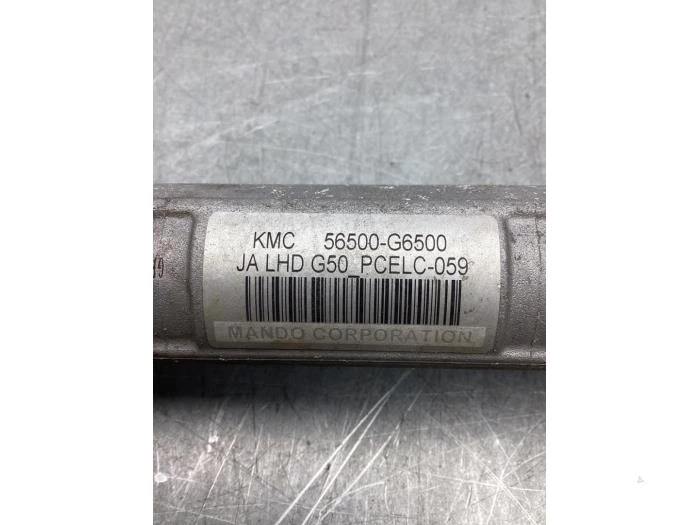 KMC 56500-G6500
JA LHD G50_PCELC-059
MANDO CORPORATION